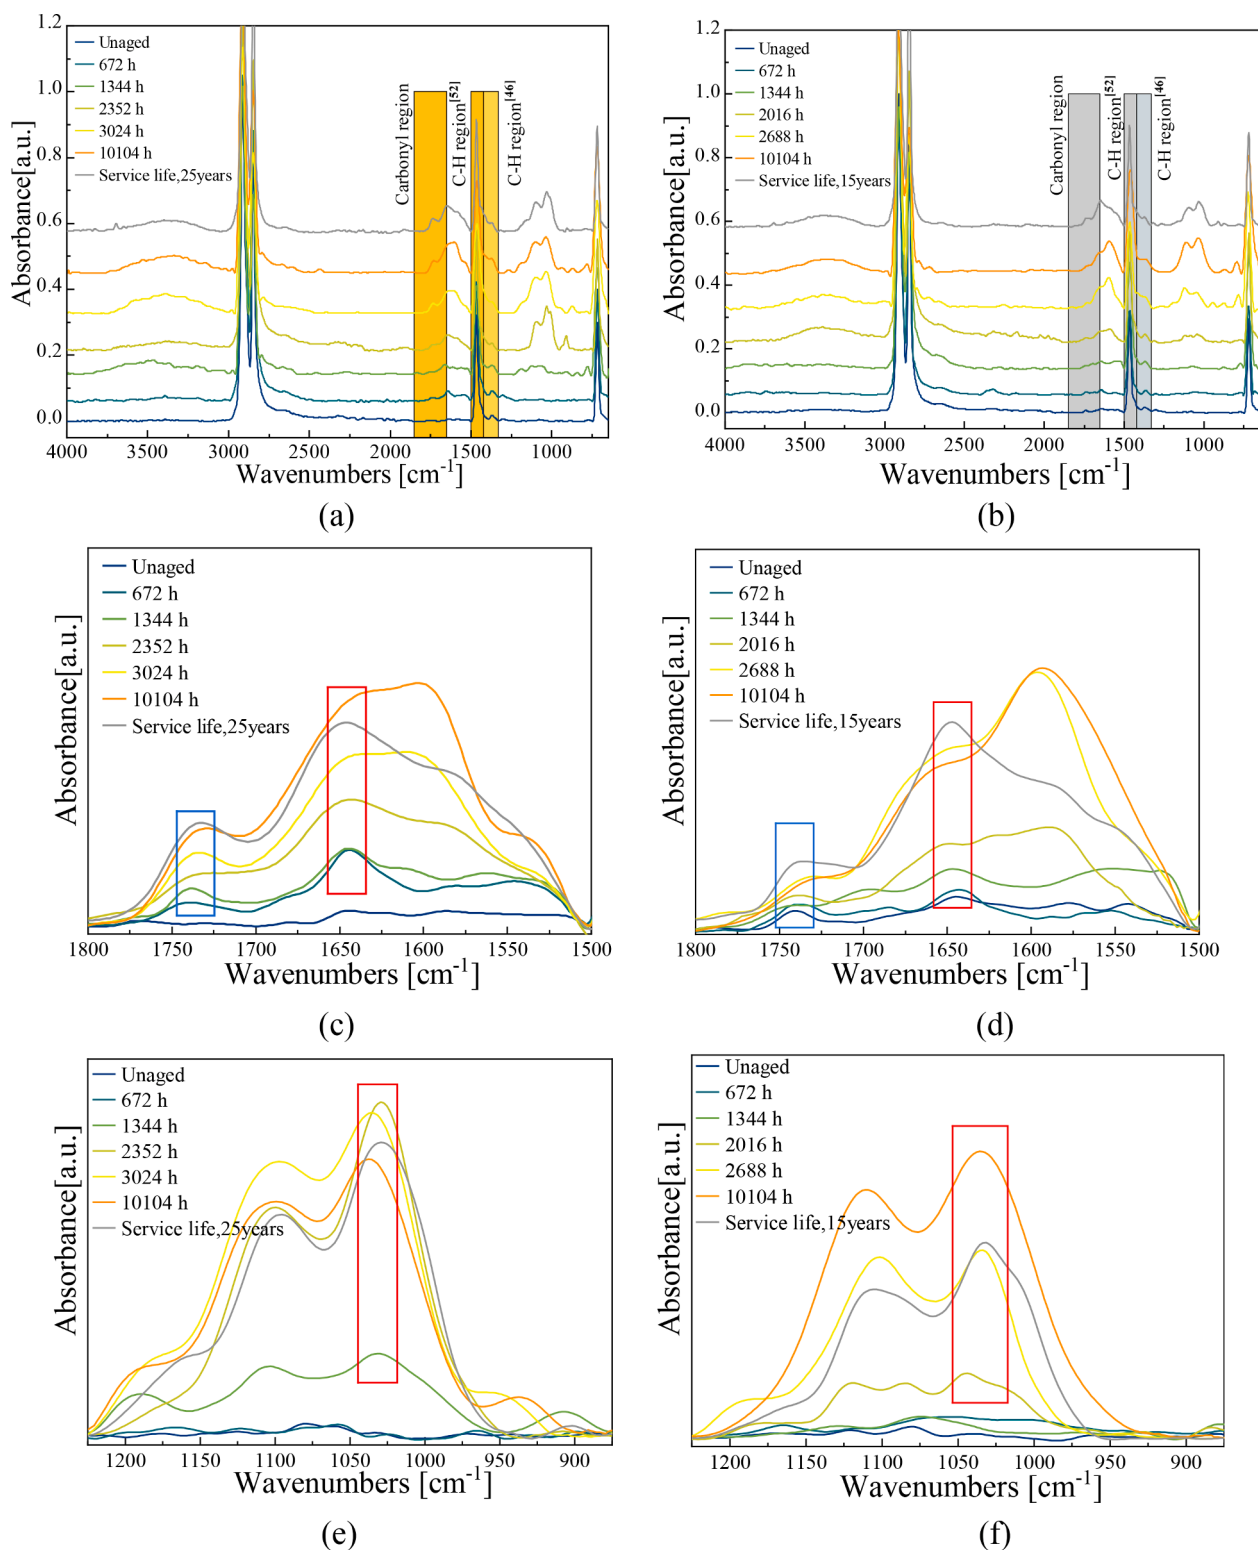 1.2
1.0
0.8
0.6
0.4
0.2
0.0
Absorbance[a.u.]
Unaged
672 h
1344 h
2352 h
3024 h
10104 h
Service life,25years
Carbonyl region
C-H region[52]
C-H region[46]
4000 3500 3000 2500 2000 1500 1000
Wavenumbers [cm-1]
(a)
1.2
1.0
0.8
0.6
0.4
0.2
0.0
Absorbance[a.u.]
Unaged
672 h
1344 h
2016 h
2688 h
10104 h
Service life,15years
Carbonyl region
C-H region[52]
C-H region[46]
4000 3500 3000 2500 2000 1500 1000
Wavenumbers [cm-1]
(b)
Absorbance[a.u.]
Unaged
672 h
1344 h
2352 h
3024 h
10104 h
Service life,25years
1800 1750 1700 1650 1600 1550 1500
Wavenumbers [cm-1]
(c)
Absorbance[a.u.]
Unaged
672 h
1344 h
2016 h
2688 h
10104 h
Service life,15years
1800 1750 1700 1650 1600 1550 1500
Wavenumbers [cm-1]
(d)
Absorbance[a.u.]
Unaged
672 h
1344 h
2352 h
3024 h
10104 h
Service life,25years
1200 1150 1100 1050 1000 950 900
Wavenumbers [cm-1]
(e)
Absorbance[a.u.]
Unaged
672 h
1344 h
2016 h
2688 h
10104 h
Service life,15years
1200 1150 1100 1050 1000 950 900
Wavenumbers [cm-1]
(f)